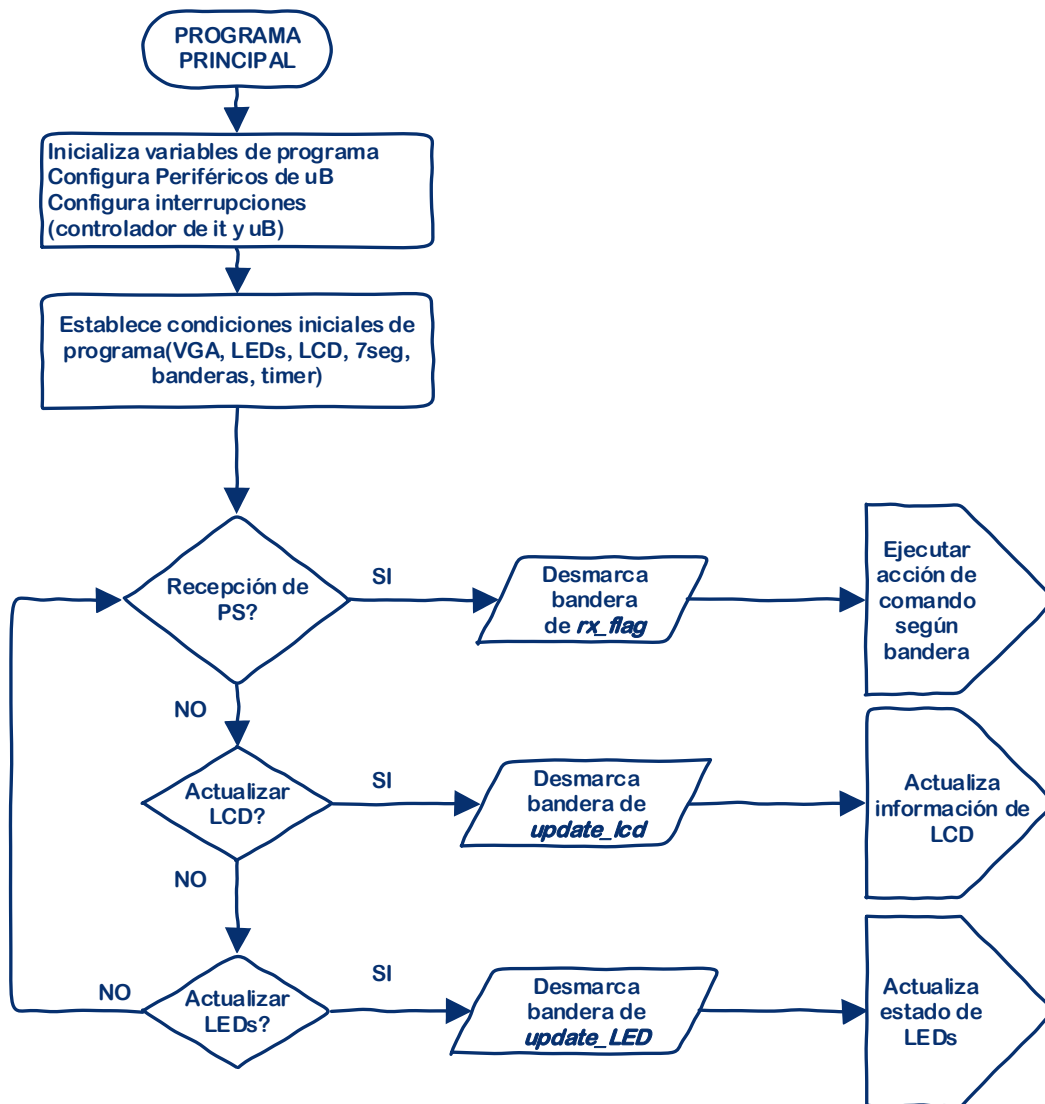 PROGRAMA
PRINCIPAL
Inicializa variables de programa
Configura Periféricos de uB
Configura interrupciones
(controlador de it y uB)
Establece condiciones iniciales de
programa(VGA, LEDs, LCD, 7seg,
banderas, timer)
Recepción de
PS?
SI
Desmarca
bandera
de rx_flag
Ejecutar
acción de
comando
según
bandera
NO
Actualizar
LCD?
SI
Desmarca
bandera de
update_lcd
Actualiza
información de
LCD
NO
Actualizar
LEDs?
NO
SI
Desmarca
bandera de
update_LED
Actualiza
estado de
LEDs